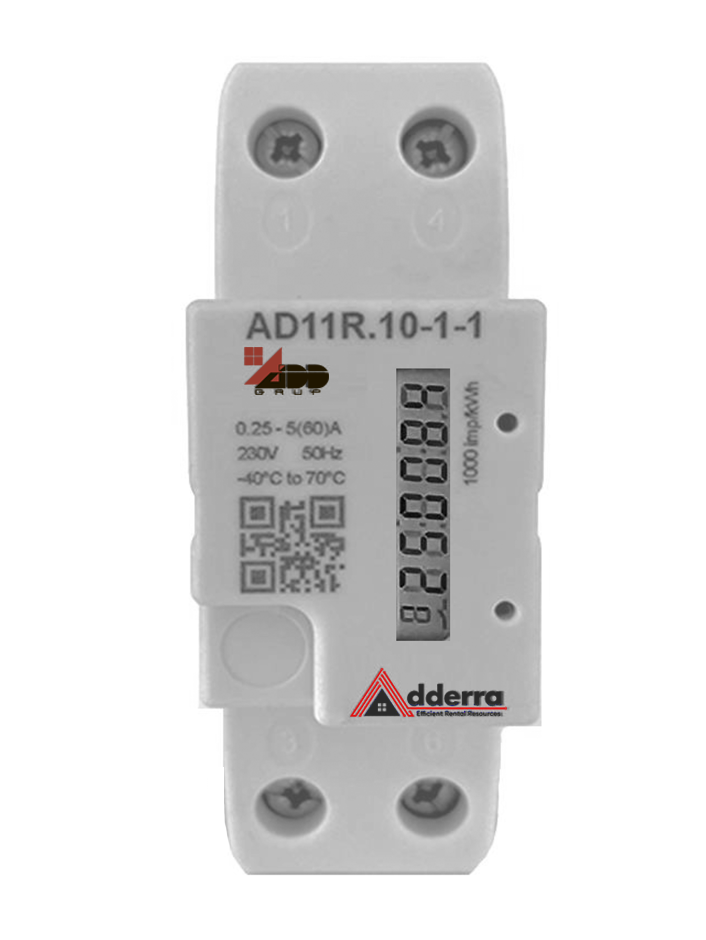 1 4
AD11R.10-1-1
ADD
GRUP
0.25 - 5(60)A
230V 50Hz
-40°C to 70°C
1000 imp/kWh
Adderra
Efficient Rental Resources
3 6